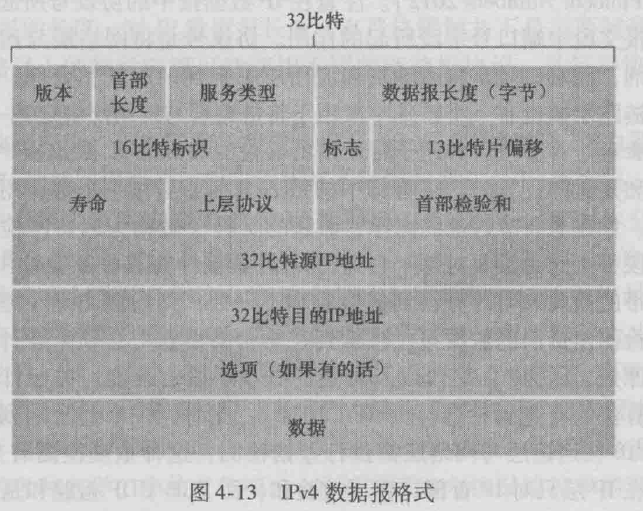 32比特
版本 首部长度 服务类型 数据报长度（字节）
16比特标识 标志 13比特片偏移
寿命 上层协议 首部检验和
32比特源IP地址
32比特目的IP地址
选项（如果有的话）
数据
图 4-13 IPv4 数据报格式